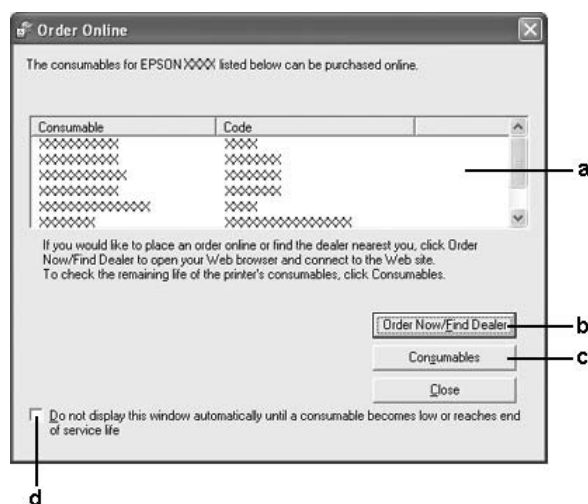 Order Online
The consumables for EPSON XXXX listed below can be purchased online.
Consumable Code
XXXXXXXXXX XXXX
XXXXXXXXXX XXXXXXX
XXXXXXXXXXX XXXXXXX
XXXXXXXXXX XXXXXXX
XXXXXXXXXXXXXX XXXX
XXXXXXX XXXXXXXXXXXXXXXX
a
If you would like to place an order online or find the dealer nearest you, click Order
Now/Find Dealer to open your Web browser and connect to the Web site.
To check the remaining life of the printer's consumables, click Consumables.
Order Now/Find Dealer b
Consumables c
Close
Do not display this window automatically until a consumable becomes low or reaches end
of service life
d